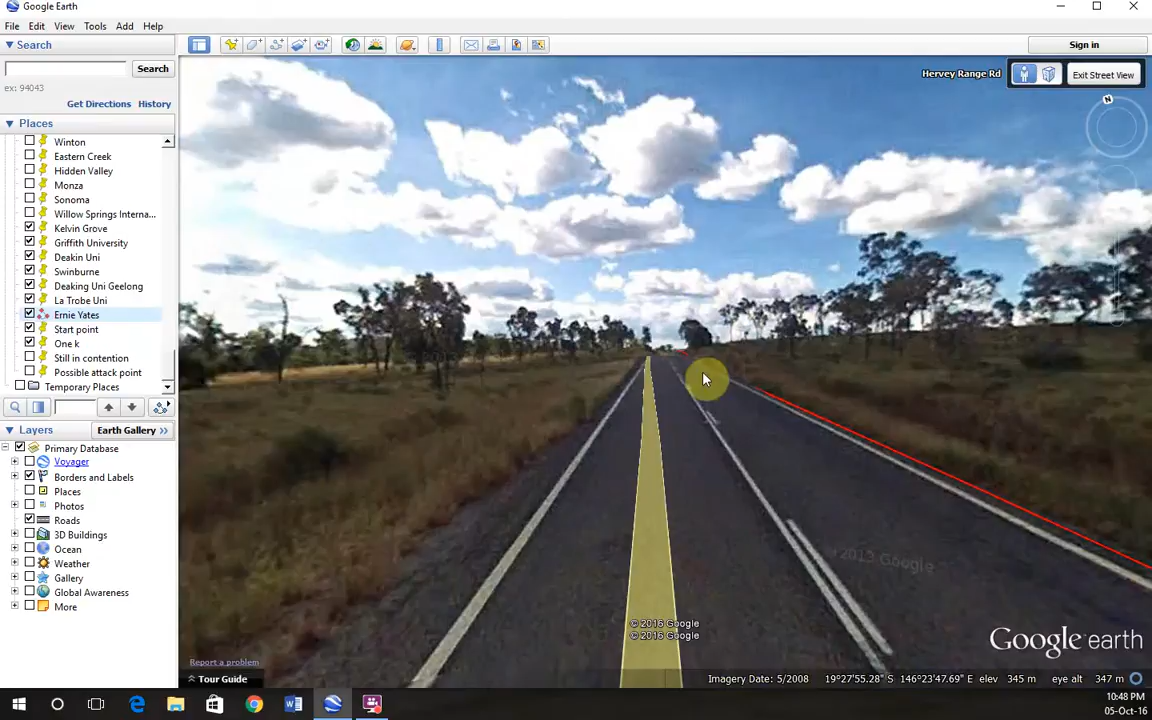 Google Earth
File Edit View Tools Add Help
Search
Sign in
Search
ex: 94043
Get Directions History
Places
Winton
Eastern Creek
Hidden Valley
Monza
Sonoma
Willow Springs Interna...
Kelvin Grove
Griffith University
Deakin Uni
Swinburne
Deaking Uni Geelong
La Trobe Uni
Ernie Yates
Start point
One k
Still in contention
Possible attack point
Temporary Places
Layers
Earth Gallery >>
Primary Database
Voyager
Borders and Labels
Places
Photos
Roads
3D Buildings
Ocean
Weather
Gallery
Global Awareness
More
Hervey Range Rd
Exit Street View
N
©2013 Google
© 2016 Google
© 2016 Google
Google earth
Report a problem
Tour Guide
Imagery Date: 5/2008 19°27'55.28" S 146°23'47.69" E elev 345 m eye alt 347 m
10:48 PM
05-Oct-16